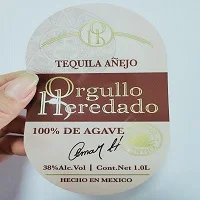 TEQUILA AÑEJO
Orgullo
Heredado
100% DE AGAVE
38%Alc.Vol | Cont.Net 1.0L
HECHO EN MEXICO